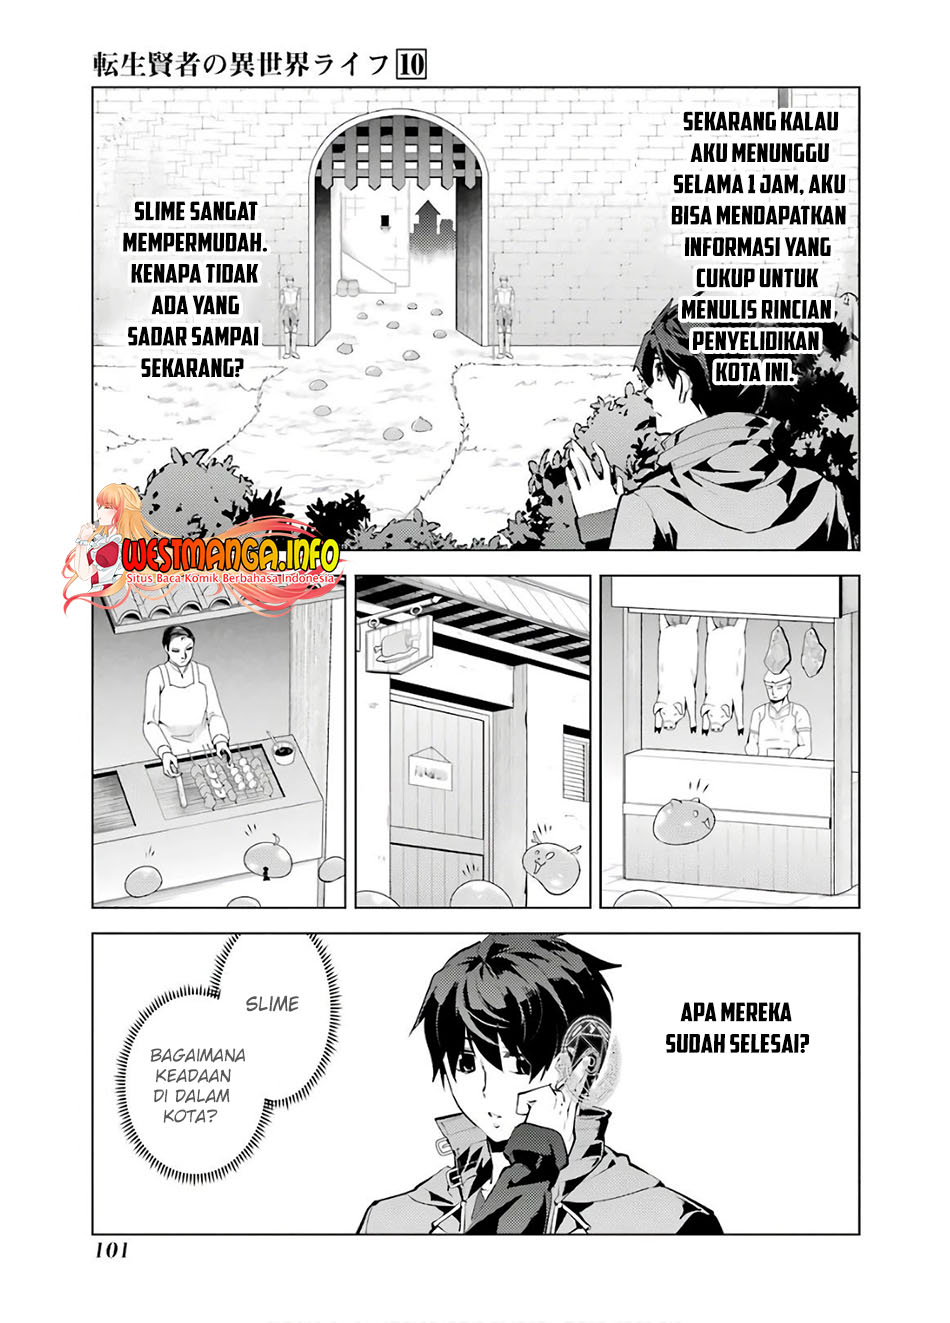 転生賢者の異世界ライフ 10
SEKARANG KALAU
AKU MENUNGGU
SELAMA 1 JAM, AKU
BISA MENDAPATKAN
INFORMASI YANG
CUKUP UNTUK
MENULIS RINCIAN
PENYELIDIKAN
KOTA INI.
SLIME SANGAT
MEMPERMUDAH.
KENAPA TIDAK
ADA YANG
SADAR SAMPAI
SEKARANG?
WESTMANGA.INFO
Situs Baca Komik Berbahasa Indonesia
APA MEREKA
SUDAH SELESAI?
SLIME
BAGAIMANA
KEADAAN
DI DALAM
KOTA?
101